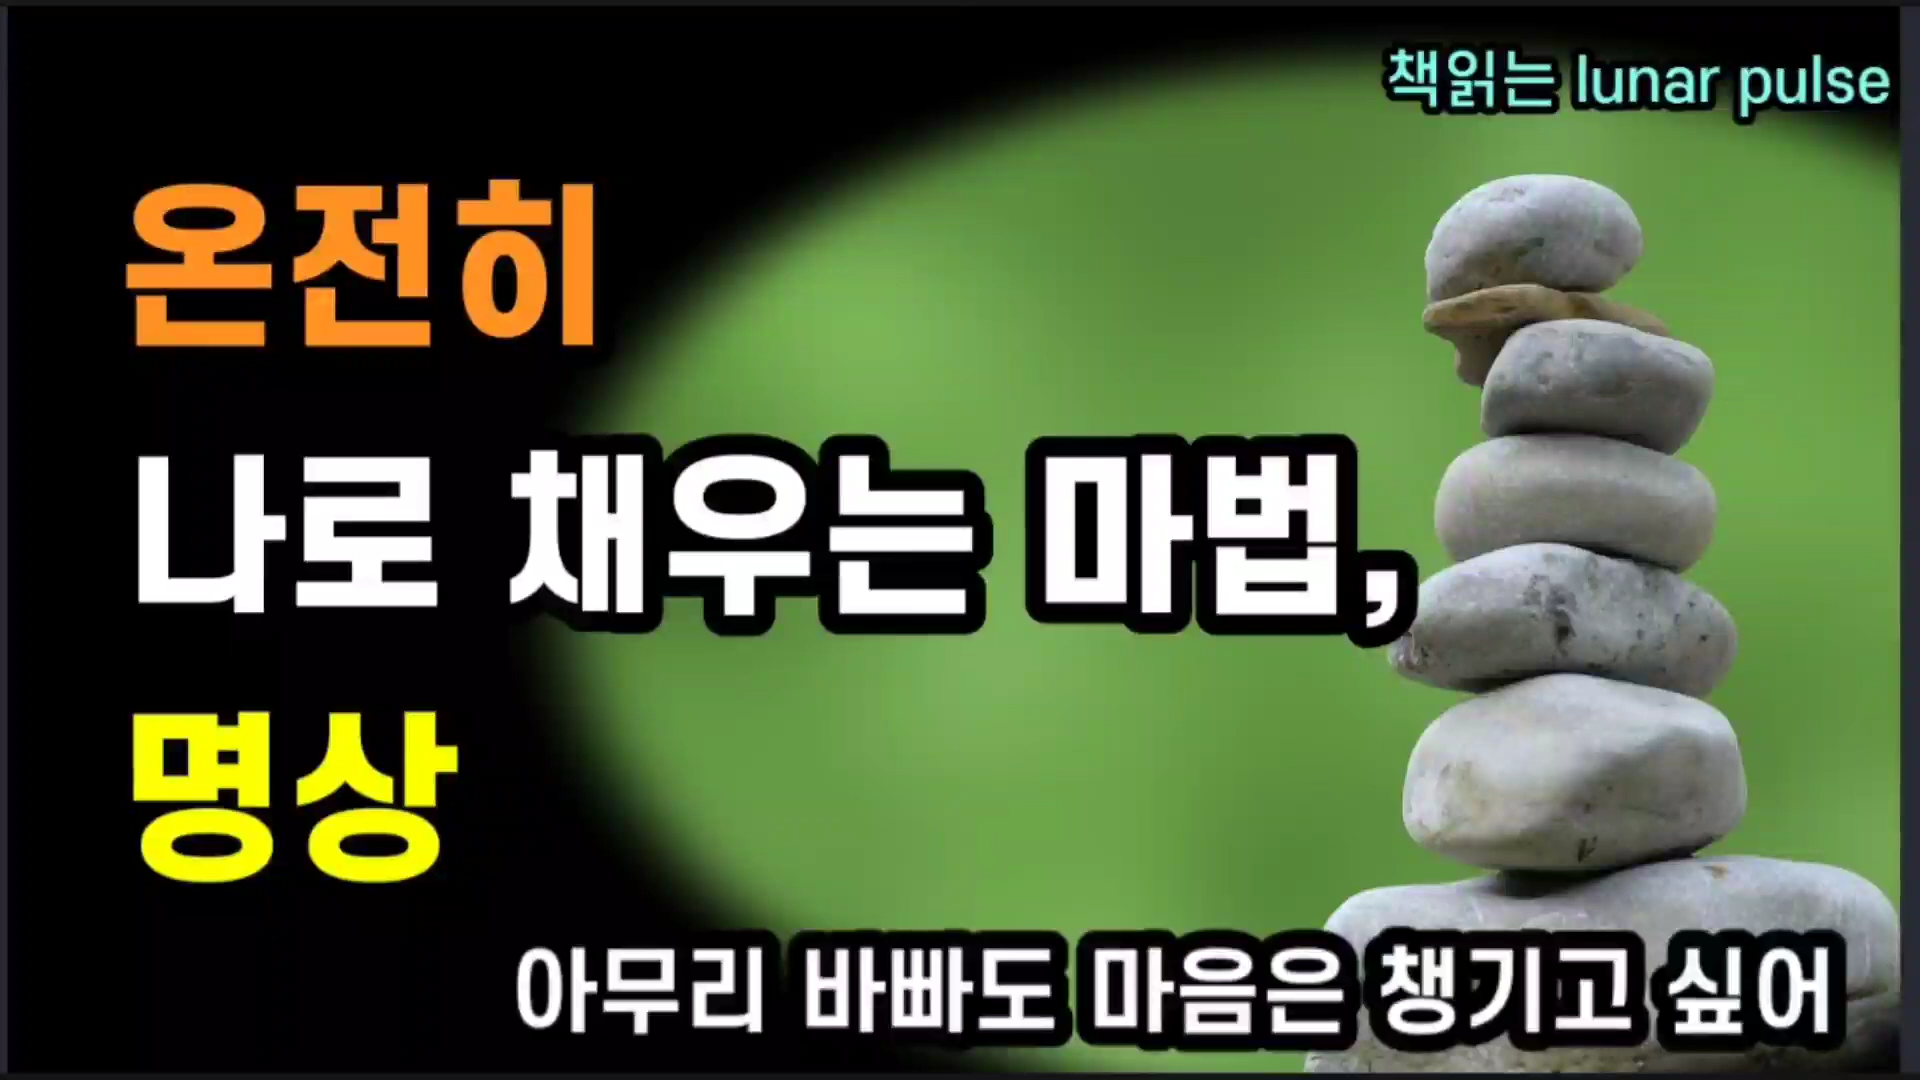 책읽는 lunar pulse
온전히
나로 채우는 마법,
명상
아무리 바빠도 마음은 챙기고 싶어